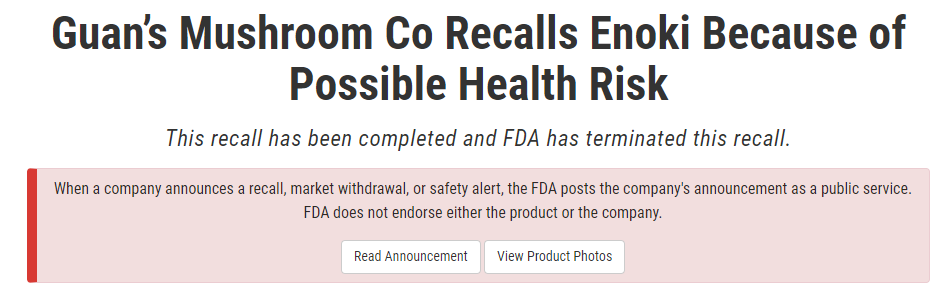 Guan’s Mushroom Co Recalls Enoki Because of
Possible Health Risk
This recall has been completed and FDA has terminated this recall.
When a company announces a recall, market withdrawal, or safety alert, the FDA posts the company's announcement as a public service.
FDA does not endorse either the product or the company.
Read Announcement View Product Photos